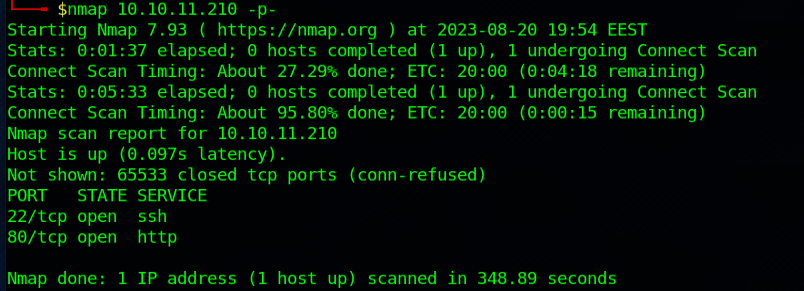 $nmap 10.10.11.210 -p-
Starting Nmap 7.93 ( https://nmap.org ) at 2023-08-20 19:54 EEST
Stats: 0:01:37 elapsed; 0 hosts completed (1 up), 1 undergoing Connect Scan
Connect Scan Timing: About 27.29% done; ETC: 20:00 (0:04:18 remaining)
Stats: 0:05:33 elapsed; 0 hosts completed (1 up), 1 undergoing Connect Scan
Connect Scan Timing: About 95.80% done; ETC: 20:00 (0:00:15 remaining)
Nmap scan report for 10.10.11.210
Host is up (0.097s latency).
Not shown: 65533 closed tcp ports (conn-refused)
PORT   STATE SERVICE
22/tcp open  ssh
80/tcp open  http
Nmap done: 1 IP address (1 host up) scanned in 348.89 seconds